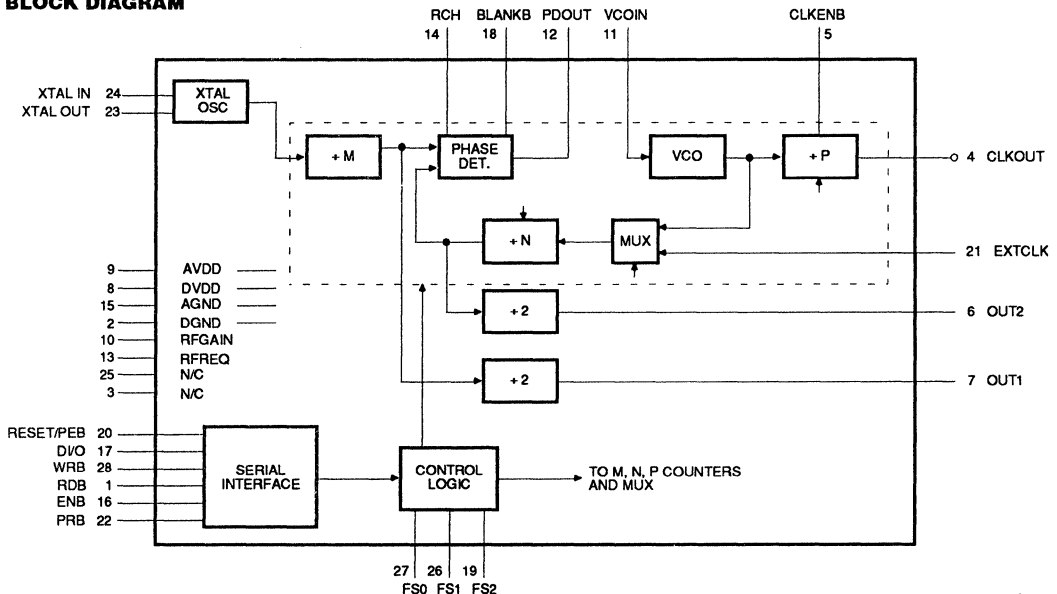 BLOCK DIAGRAM
RCH BLANKB PDOUT VCOIN CLKENB
14 18 12 11 5
XTAL IN 24
XTAL OUT 23
XTAL
OSC
÷ M
PHASE
DET.
VCO
÷ P
4 CLKOUT
÷ N
MUX
21 EXTCLK
9 AVDD
8 DVDD
15 AGND
2 DGND
10 RFGAIN
13 RFREQ
25 N/C
3 N/C
÷ 2
6 OUT2
÷ 2
7 OUT1
RESET/PEB 20
DI/O 17
WRB 28
RDB 1
ENB 16
PRB 22
SERIAL
INTERFACE
CONTROL
LOGIC
TO M, N, P COUNTERS
AND MUX
27 26 19
FS0 FS1 FS2